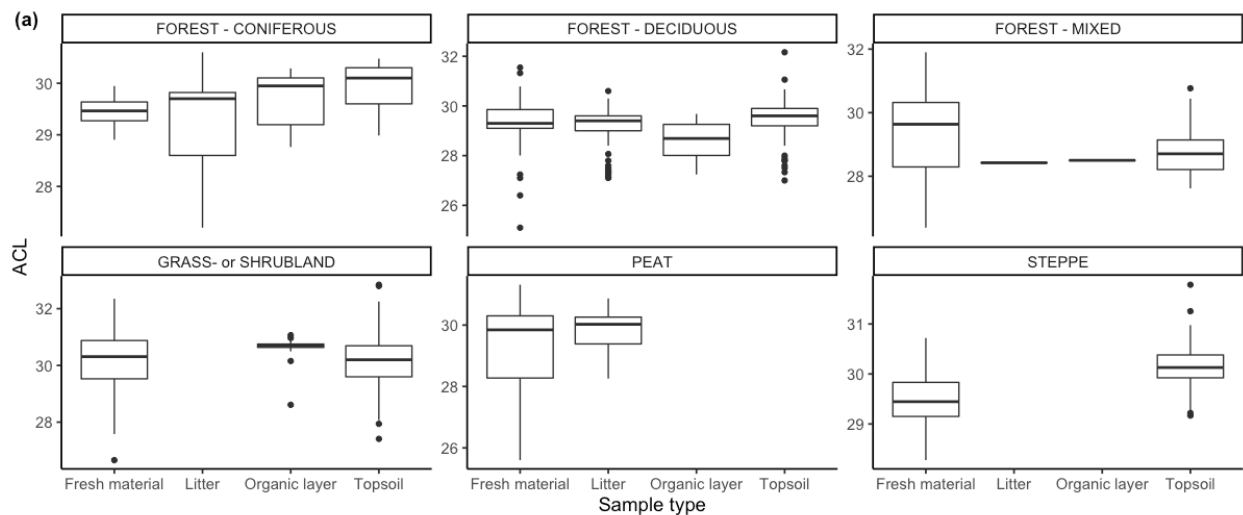 (a)
FOREST - CONIFEROUS
FOREST - DECIDUOUS
FOREST - MIXED
30
29
28
32
30
28
26
32
30
28
ACL
GRASS- or SHRUBLAND
PEAT
STEPPE
32
30
28
30
28
26
31
30
29
Fresh material Litter Organic layer Topsoil
Fresh material Litter Organic layer Topsoil
Fresh material Litter Organic layer Topsoil
Sample type